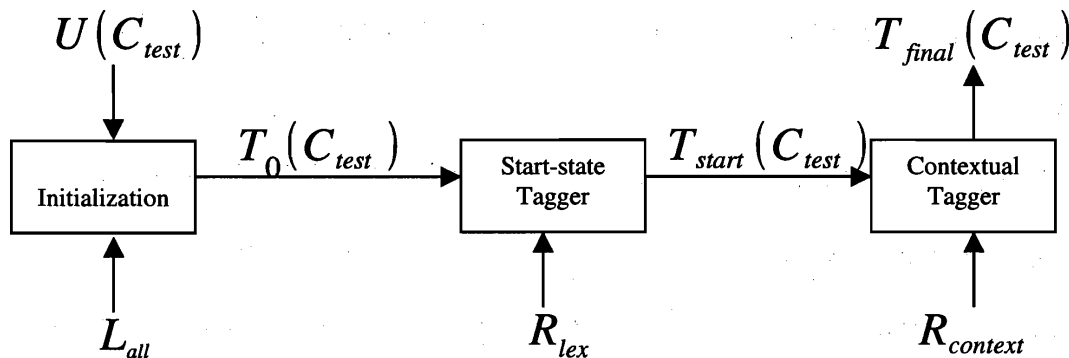 U(C_test)
T_final(C_test)
T_0(C_test)
T_start(C_test)
Initialization
Start-state
Tagger
Contextual
Tagger
L_all
R_lex
R_context